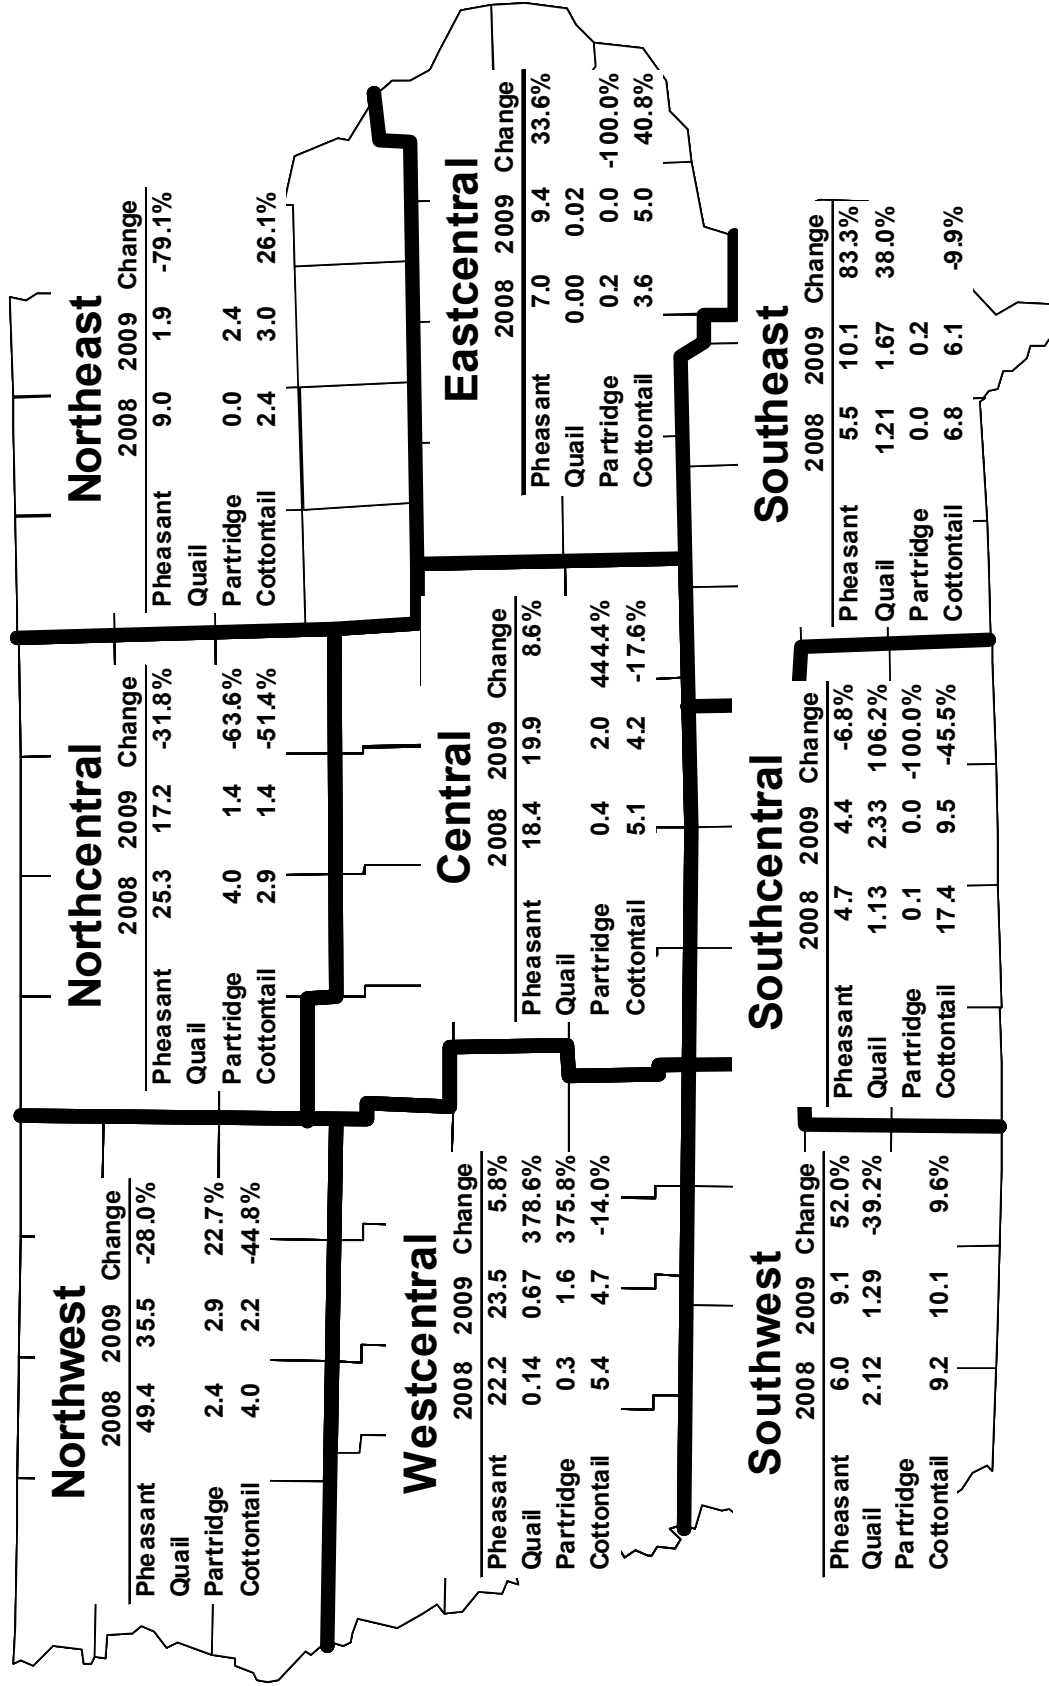 Northwest
2008 2009 Change
Pheasant 49.4 35.5 -28.0%
Quail
Partridge 2.4 2.9 22.7%
Cottontail 4.0 2.2 -44.8%
Northcentral
2008 2009 Change
Pheasant 25.3 17.2 -31.8%
Quail
Partridge 4.0 1.4 -63.6%
Cottontail 2.9 1.4 -51.4%
Northeast
2008 2009 Change
Pheasant 9.0 1.9 -79.1%
Quail
Partridge 0.0 2.4
Cottontail 2.4 3.0 26.1%
Westcentral
2008 2009 Change
Pheasant 22.2 23.5 5.8%
Quail 0.14 0.67 378.6%
Partridge 0.3 1.6 375.8%
Cottontail 5.4 4.7 -14.0%
Central
2008 2009 Change
Pheasant 18.4 19.9 8.6%
Quail
Partridge 0.4 2.0 444.4%
Cottontail 5.1 4.2 -17.6%
Eastcentral
2008 2009 Change
Pheasant 7.0 9.4 33.6%
Quail 0.00 0.02
Partridge 0.2 0.0 -100.0%
Cottontail 3.6 5.0 40.8%
Southwest
2008 2009 Change
Pheasant 6.0 9.1 52.0%
Quail 2.12 1.29 -39.2%
Partridge
Cottontail 9.2 10.1 9.6%
Southcentral
2008 2009 Change
Pheasant 4.7 4.4 -6.8%
Quail 1.13 2.33 106.2%
Partridge 0.1 0.0 -100.0%
Cottontail 17.4 9.5 -45.5%
Southeast
2008 2009 Change
Pheasant 5.5 10.1 83.3%
Quail 1.21 1.67 38.0%
Partridge 0.0 0.2
Cottontail 6.8 6.1 -9.9%